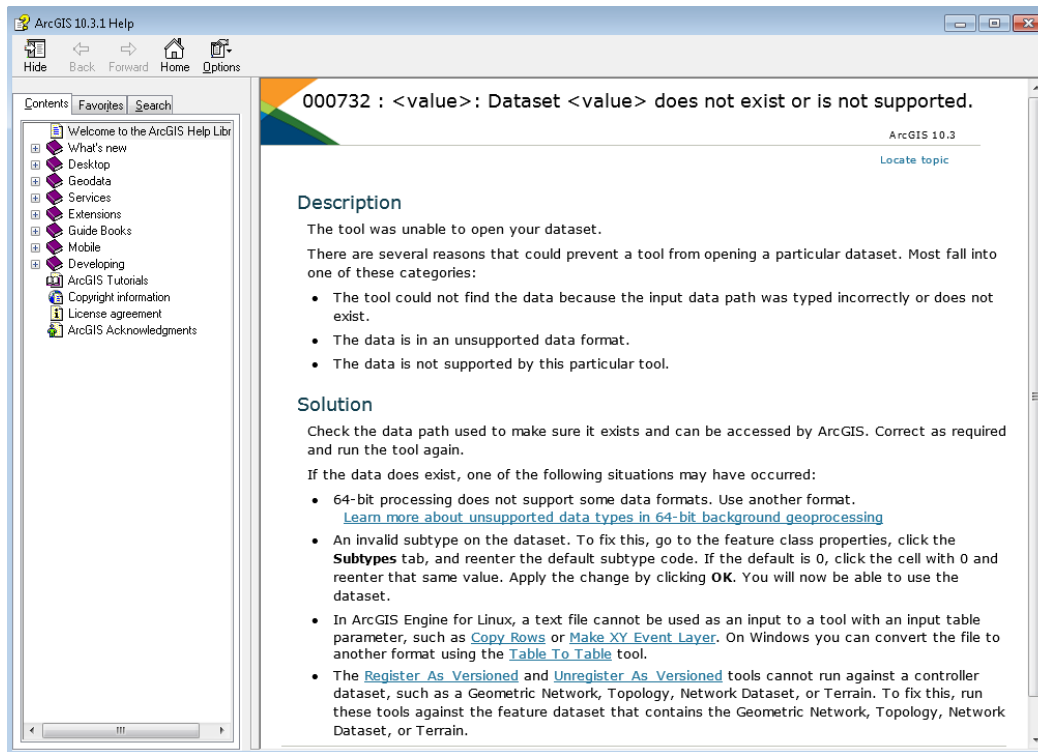 ArcGIS 10.3.1 Help
Hide Back Forward Home Options
Contents Favorites Search
Welcome to the ArcGIS Help Libr
What's new
Desktop
Geodata
Services
Extensions
Guide Books
Mobile
Developing
ArcGIS Tutorials
Copyright information
License agreement
ArcGIS Acknowledgments
000732 : <value>: Dataset <value> does not exist or is not supported.
ArcGIS 10.3
Locate topic
Description
The tool was unable to open your dataset.
There are several reasons that could prevent a tool from opening a particular dataset. Most fall into
one of these categories:
• The tool could not find the data because the input data path was typed incorrectly or does not
exist.
• The data is in an unsupported data format.
• The data is not supported by this particular tool.
Solution
Check the data path used to make sure it exists and can be accessed by ArcGIS. Correct as required
and run the tool again.
If the data does exist, one of the following situations may have occurred:
• 64-bit processing does not support some data formats. Use another format.
Learn more about unsupported data types in 64-bit background geoprocessing
• An invalid subtype on the dataset. To fix this, go to the feature class properties, click the
Subtypes tab, and reenter the default subtype code. If the default is 0, click the cell with 0 and
reenter that same value. Apply the change by clicking OK. You will now be able to use the
dataset.
• In ArcGIS Engine for Linux, a text file cannot be used as an input to a tool with an input table
parameter, such as Copy Rows or Make XY Event Layer. On Windows you can convert the file to
another format using the Table To Table tool.
• The Register As Versioned and Unregister As Versioned tools cannot run against a controller
dataset, such as a Geometric Network, Topology, Network Dataset, or Terrain. To fix this, run
these tools against the feature dataset that contains the Geometric Network, Topology, Network
Dataset, or Terrain.